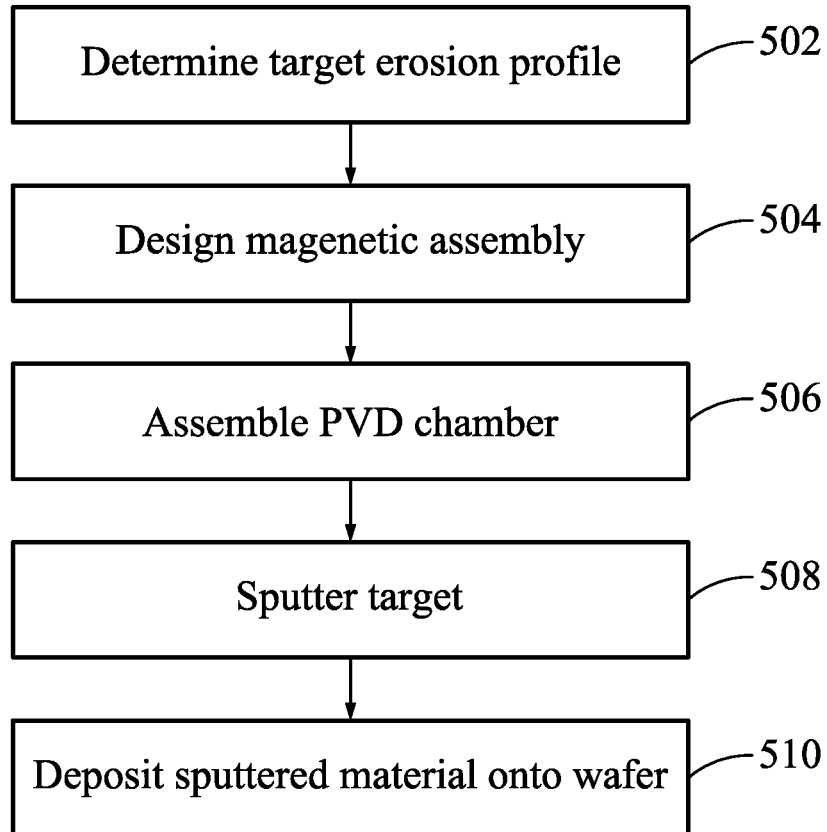 Determine target erosion profile
502
Design magenetic assembly
504
Assemble PVD chamber
506
Sputter target
508
Deposit sputtered material onto wafer
510